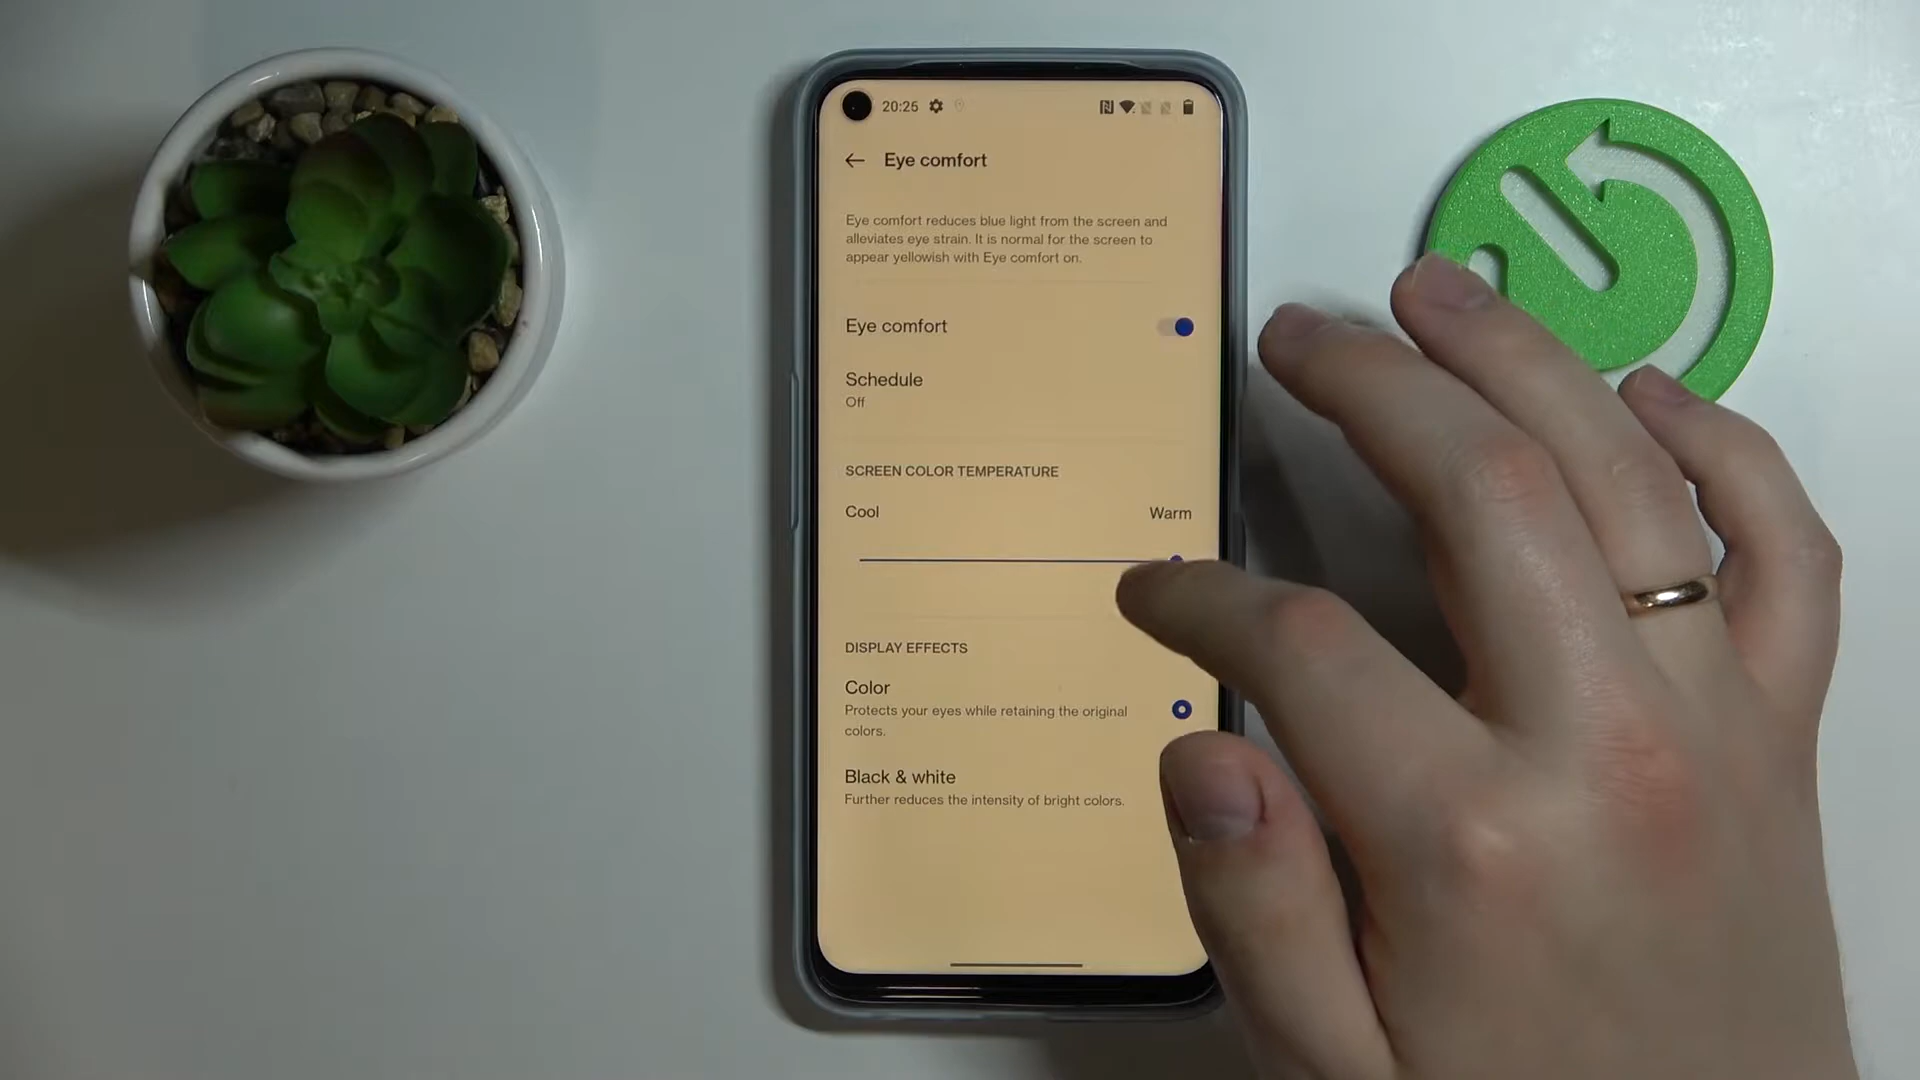 20:25
Eye comfort
Eye comfort reduces blue light from the screen and
alleviates eye strain. It is normal for the screen to
appear yellowish with Eye comfort on.
Eye comfort
Schedule
Off
SCREEN COLOR TEMPERATURE
Cool Warm
DISPLAY EFFECTS
Color
Protects your eyes while retaining the original
colors.
Black & white
Further reduces the intensity of bright colors.